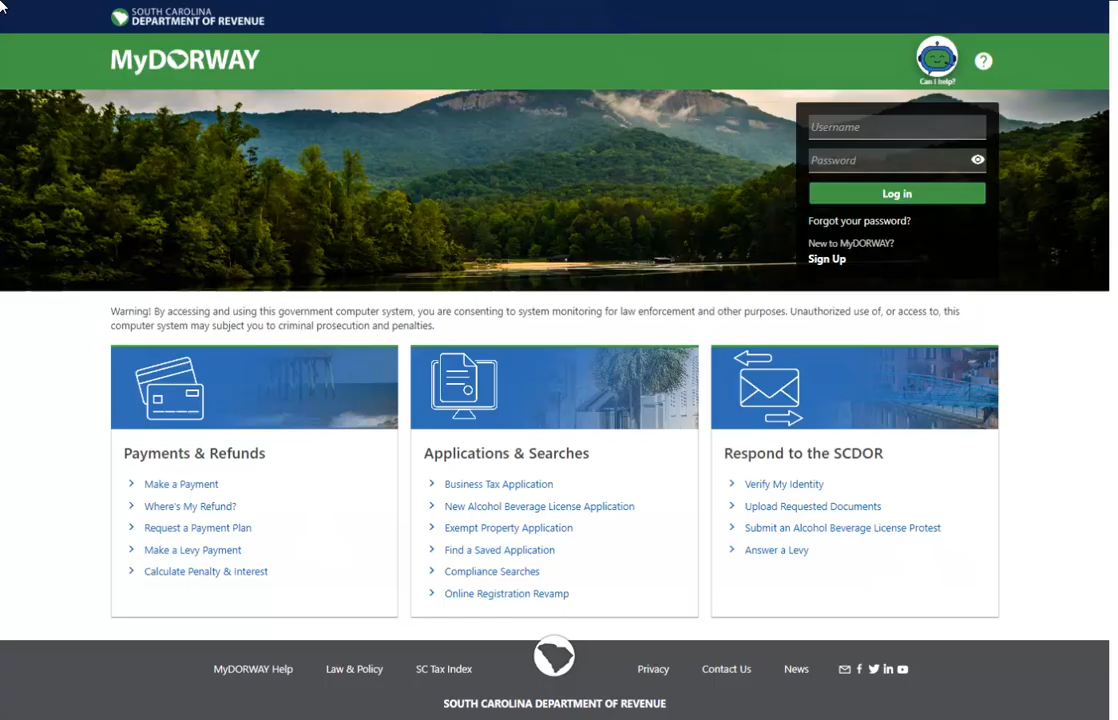 SOUTH CAROLINA
DEPARTMENT OF REVENUE
MyDORWAY
Can I help?
?
Username
Password
Log in
Forgot your password?
New to MyDORWAY?
Sign Up
Warning! By accessing and using this government computer system, you are consenting to system monitoring for law enforcement and other purposes. Unauthorized use of, or access to, this
computer system may subject you to criminal prosecution and penalties.
Payments & Refunds
Make a Payment
Where's My Refund?
Request a Payment Plan
Make a Levy Payment
Calculate Penalty & Interest
Applications & Searches
Business Tax Application
New Alcohol Beverage License Application
Exempt Property Application
Find a Saved Application
Compliance Searches
Online Registration Revamp
Respond to the SCDOR
Verify My Identity
Upload Requested Documents
Submit an Alcohol Beverage License Protest
Answer a Levy
MyDORWAY Help Law & Policy SC Tax Index Privacy Contact Us News
SOUTH CAROLINA DEPARTMENT OF REVENUE